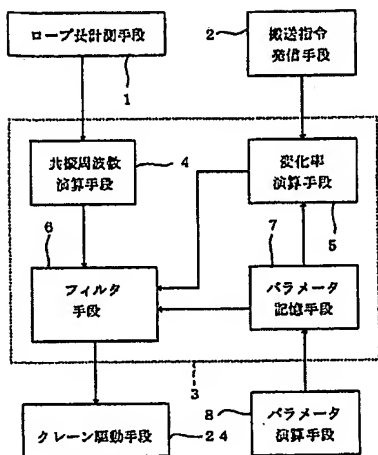 ロープ長計測手段
1
2
搬送指令
発信手段
共振周波数
演算手段
4
変化率
演算手段
5
6
フィルタ
手段
7
パラメータ
記憶手段
3
クレーン駆動手段
24
8
パラメータ
演算手段